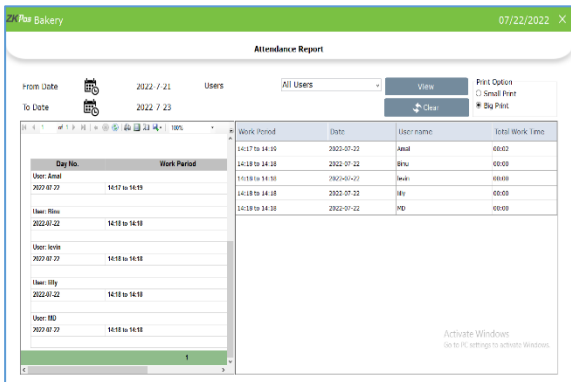 ZKPos Bakery
07/22/2022 X
Attendance Report
From Date 2022-7-21 Users All Users View Print Option
Small Print
To Date 2022 7 23 Clear Big Print
of 1 100%
Work Period Date User name Total Work Time
14:17 to 14:19 2022-07-22 Amal 00:02
14:18 to 14:18 2022-07-22 Binu 00:00
14:18 to 14:18 2022-07-22 levin 00:00
14:18 to 14:18 2022-07-22 lilly 00:00
14:18 to 14:18 2022-07-22 MD 00:00
Day No. Work Period
User: Amal
2022-07-22 14:17 to 14:19
User: Binu
2022-07-22 14:18 to 14:18
User: levin
2022-07-22 14:18 to 14:18
User: lilly
2022-07-22 14:18 to 14:18
User: MD
2022-07-22 14:18 to 14:18
1
Activate Windows
Go to PC settings to activate Windows.